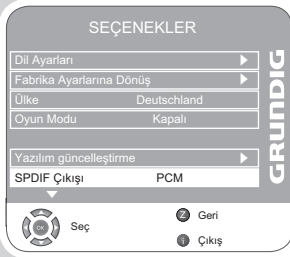 SEÇENEKLER
Dil Ayarları
Fabrika Ayarlarına Dönüş
Ülke Deutschland
Oyun Modu Kapalı
Yazılım güncelleştirme
SPDIF Çıkışı PCM
GRUNDIG
OK Seç
Z Geri
i Çıkış